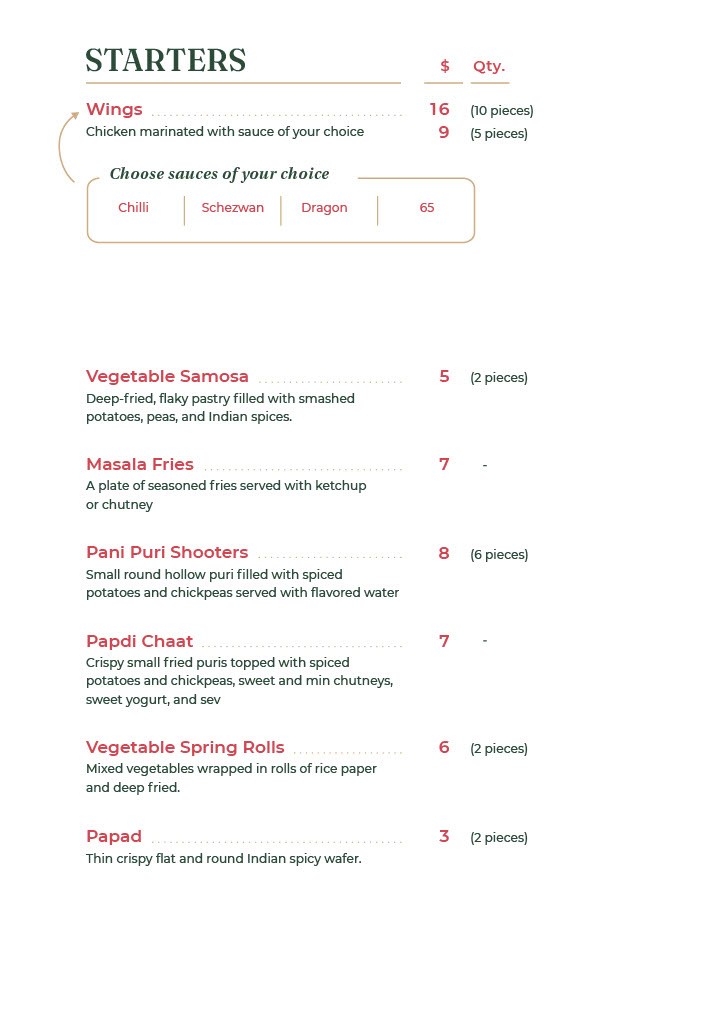 STARTERS $ Qty.
Wings 16 (10 pieces)
Chicken marinated with sauce of your choice 9 (5 pieces)
Choose sauces of your choice
Chilli Schezwan Dragon 65
Vegetable Samosa 5 (2 pieces)
Deep-fried, flaky pastry filled with smashed
potatoes, peas, and Indian spices.
Masala Fries 7 -
A plate of seasoned fries served with ketchup
or chutney
Pani Puri Shooters 8 (6 pieces)
Small round hollow puri filled with spiced
potatoes and chickpeas served with flavored water
Papdi Chaat 7 -
Crispy small fried puris topped with spiced
potatoes and chickpeas, sweet and min chutneys,
sweet yogurt, and sev
Vegetable Spring Rolls 6 (2 pieces)
Mixed vegetables wrapped in rolls of rice paper
and deep fried.
Papad 3 (2 pieces)
Thin crispy flat and round Indian spicy wafer.